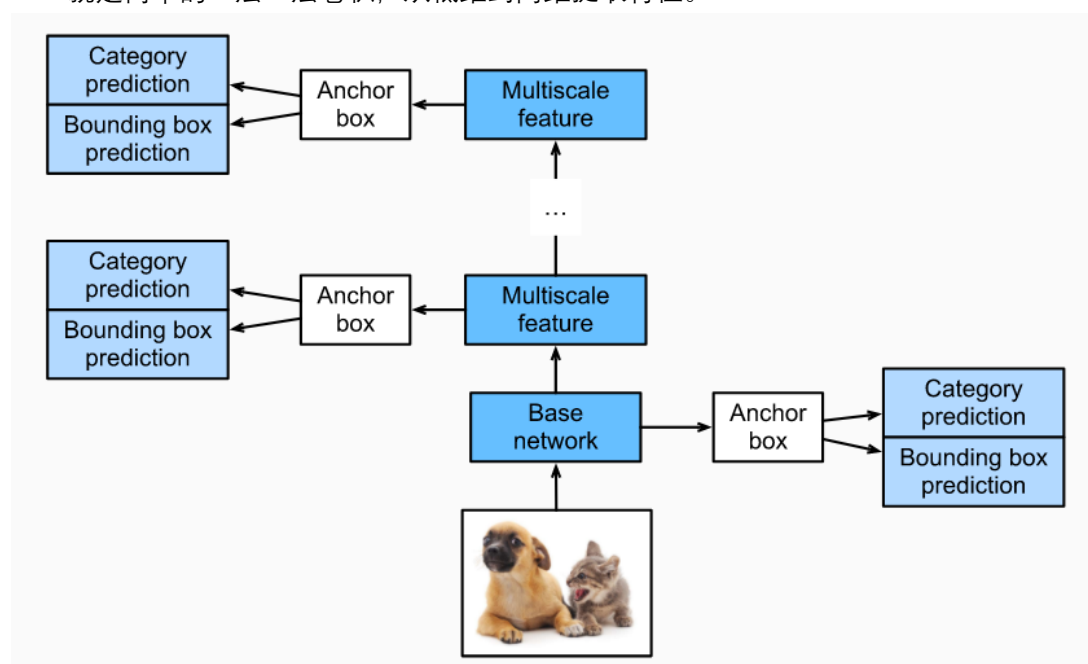 Category
prediction
Bounding box
prediction
Anchor
box
Multiscale
feature
...
Category
prediction
Bounding box
prediction
Anchor
box
Multiscale
feature
Base
network
Anchor
box
Category
prediction
Bounding box
prediction